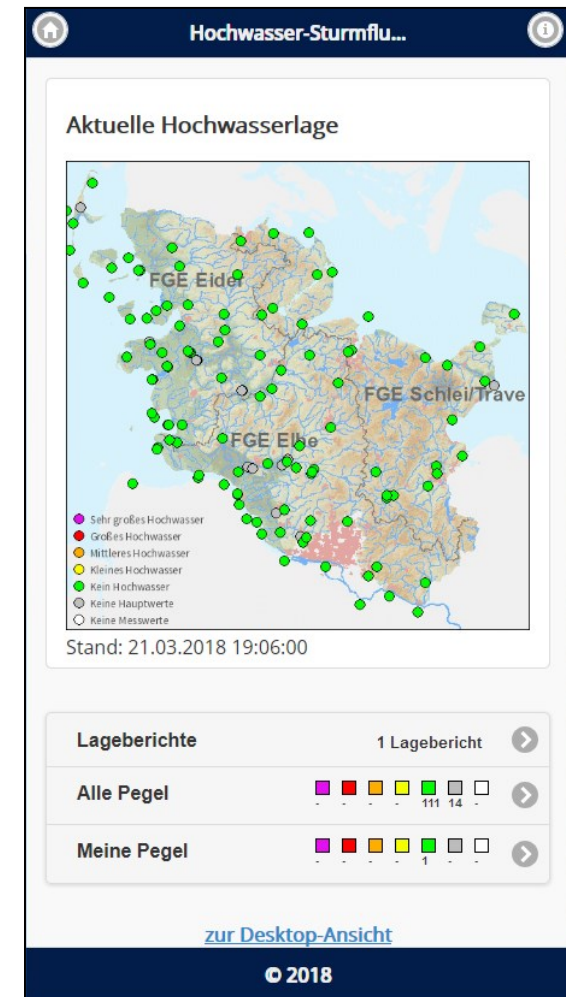 Hochwasser-Sturmflu...
Aktuelle Hochwasserlage
FGE Eider
FGE Schlei/Trave
FGE Elbe
Sehr großes Hochwasser
Großes Hochwasser
Mittleres Hochwasser
Kleines Hochwasser
Kein Hochwasser
Keine Hauptwerte
Keine Messwerte
Stand: 21.03.2018 19:06:00
Lageberichte 1 Lagebericht
Alle Pegel
- - - - 111 14 -
Meine Pegel
- - - - 1 - -
zur Desktop-Ansicht
© 2018